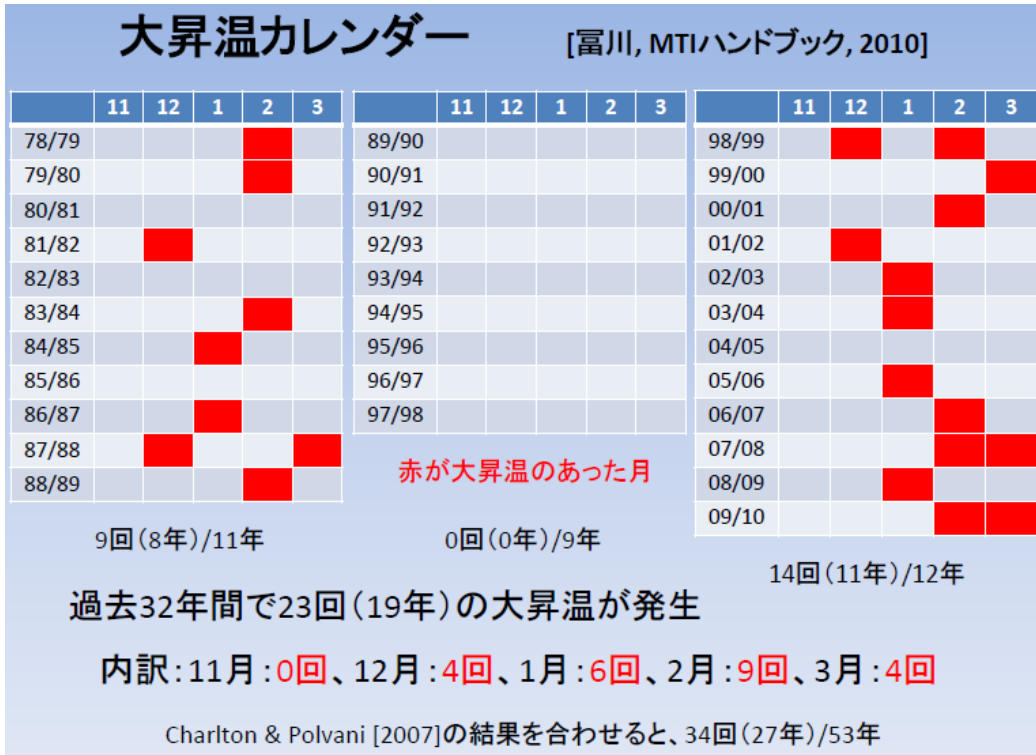 大昇温カレンダー [冨川, MTIハンドブック, 2010]
11 12 1 2 3
78/79
79/80
80/81
81/82
82/83
83/84
84/85
85/86
86/87
87/88
88/89
9回(8年)/11年
11 12 1 2 3
89/90
90/91
91/92
92/93
93/94
94/95
95/96
96/97
97/98
赤が大昇温のあった月
0回(0年)/9年
11 12 1 2 3
98/99
99/00
00/01
01/02
02/03
03/04
04/05
05/06
06/07
07/08
08/09
09/10
14回(11年)/12年
過去32年間で23回(19年)の大昇温が発生
内訳:11月:0回、12月:4回、1月:6回、2月:9回、3月:4回
Charlton & Polvani [2007]の結果を合わせると、34回(27年)/53年